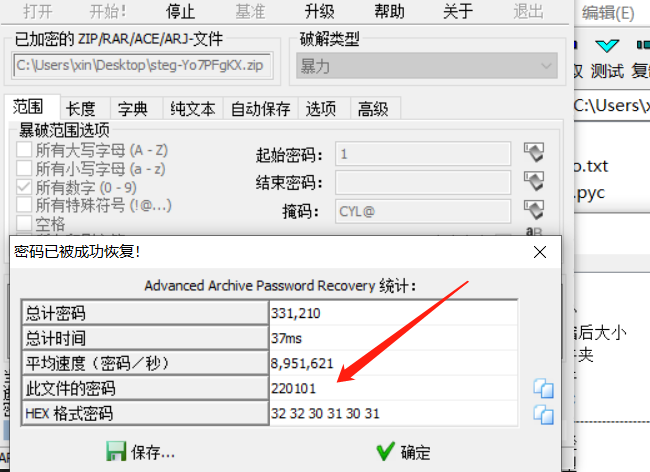 打开 开始! 停止 基准 升级 帮助 关于 退出 编辑(E)
已加密的 ZIP/RAR/ACE/ARJ-文件 破解类型
C:\Users\xin\Desktop\steg-Yo7PFgKX.zip 暴力
测试
C:\Users\x
范围 长度 字典 纯文本 自动保存 选项 高级
暴破范围选项
所有大写字母 (A - Z) 起始密码： 1
所有小写字母 (a - z)
所有数字 (0 - 9) 结束密码：
所有特殊符号 (!@...) 掩码： CYL@
空格
o.txt
.pyc
密码已被成功恢复!
Advanced Archive Password Recovery 统计：
总计密码 331,210
总计时间 37ms
平均速度（密码／秒） 8,951,621
此文件的密码 220101
HEX 格式密码 32 32 30 31 30 31
保存... 确定
后大小
夹